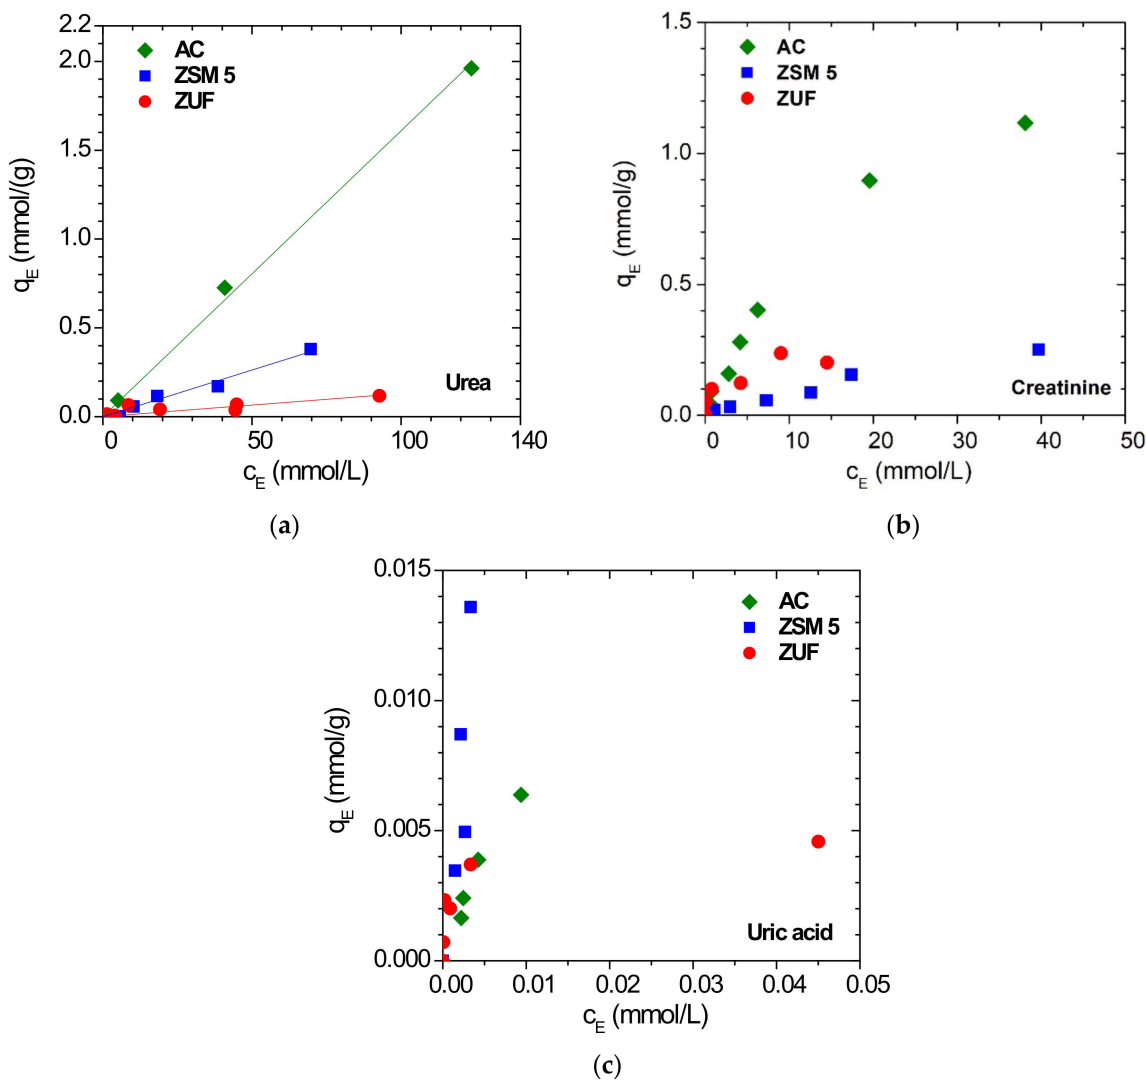 2.2
2.0
1.5
1.0
0.5
0.0
q_E (mmol/(g)
AC
ZSM 5
ZUF
Urea
0 50 100 140
c_E (mmol/L)
(a)
1.5
1.0
0.5
0.0
q_E (mmol/g)
AC
ZSM 5
ZUF
Creatinine
0 10 20 30 40 50
c_E (mmol/L)
(b)
0.015
0.010
0.005
0.000
q_E (mmol/g)
AC
ZSM 5
ZUF
Uric acid
0.00 0.01 0.02 0.03 0.04 0.05
c_E (mmol/L)
(c)